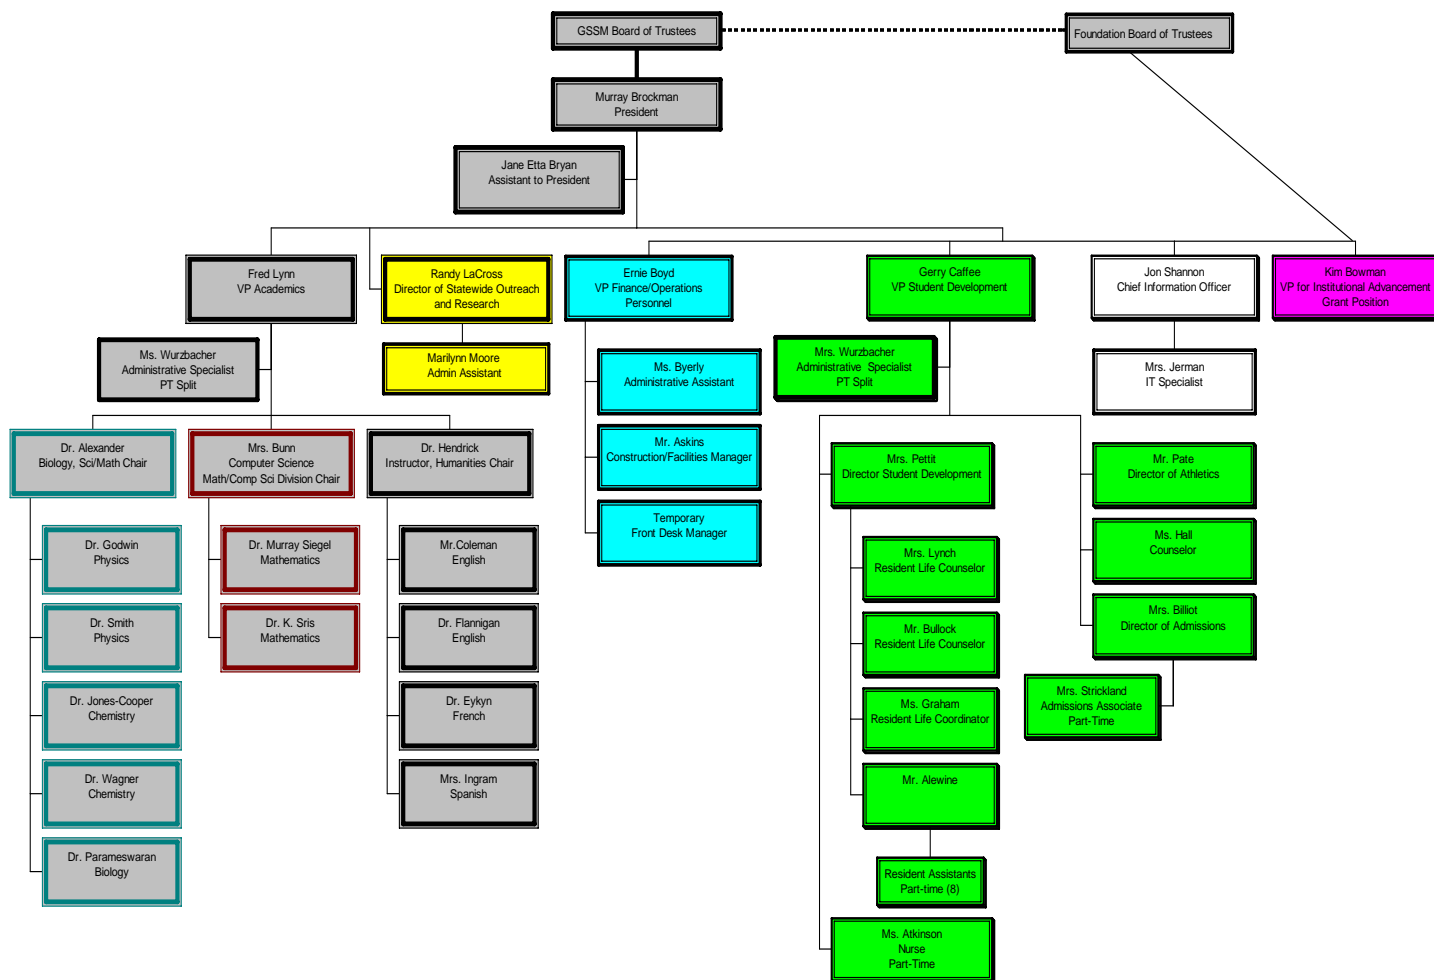 GSSM Board of Trustees
Foundation Board of Trustees
Murray Brockman
President
Jane Etta Bryan
Assistant to President
Fred Lynn
VP Academics
Randy LaCross
Director of Statewide Outreach
and Research
Ernie Boyd
VP Finance/Operations
Personnel
Gerry Caffee
VP Student Development
Jon Shannon
Chief Information Officer
Kim Bowman
VP for Institutional Advancement
Grant Position
Ms. Wurzbacher
Administrative Specialist
PT Split
Marilynn Moore
Admin Assistant
Ms. Byerly
Administrative Assistant
Mrs. Wurzbacher
Administrative Specialist
PT Split
Mrs. Jerman
IT Specialist
Dr. Alexander
Biology, Sci/Math Chair
Mrs. Bunn
Computer Science
Math/Comp Sci Division Chair
Dr. Hendrick
Instructor, Humanities Chair
Mr. Askins
Construction/Facilities Manager
Mrs. Pettit
Director Student Development
Mr. Pate
Director of Athletics
Dr. Godwin
Physics
Dr. Murray Siegel
Mathematics
Mr.Coleman
English
Temporary
Front Desk Manager
Mrs. Lynch
Resident Life Counselor
Ms. Hall
Counselor
Dr. Smith
Physics
Dr. K. Sris
Mathematics
Dr. Flannigan
English
Mr. Bullock
Resident Life Counselor
Mrs. Billiot
Director of Admissions
Dr. Jones-Cooper
Chemistry
Dr. Eykyn
French
Ms. Graham
Resident Life Coordinator
Mrs. Strickland
Admissions Associate
Part-Time
Dr. Wagner
Chemistry
Mrs. Ingram
Spanish
Mr. Alewine
Dr. Parameswaran
Biology
Resident Assistants
Part-time (8)
Ms. Atkinson
Nurse
Part-Time